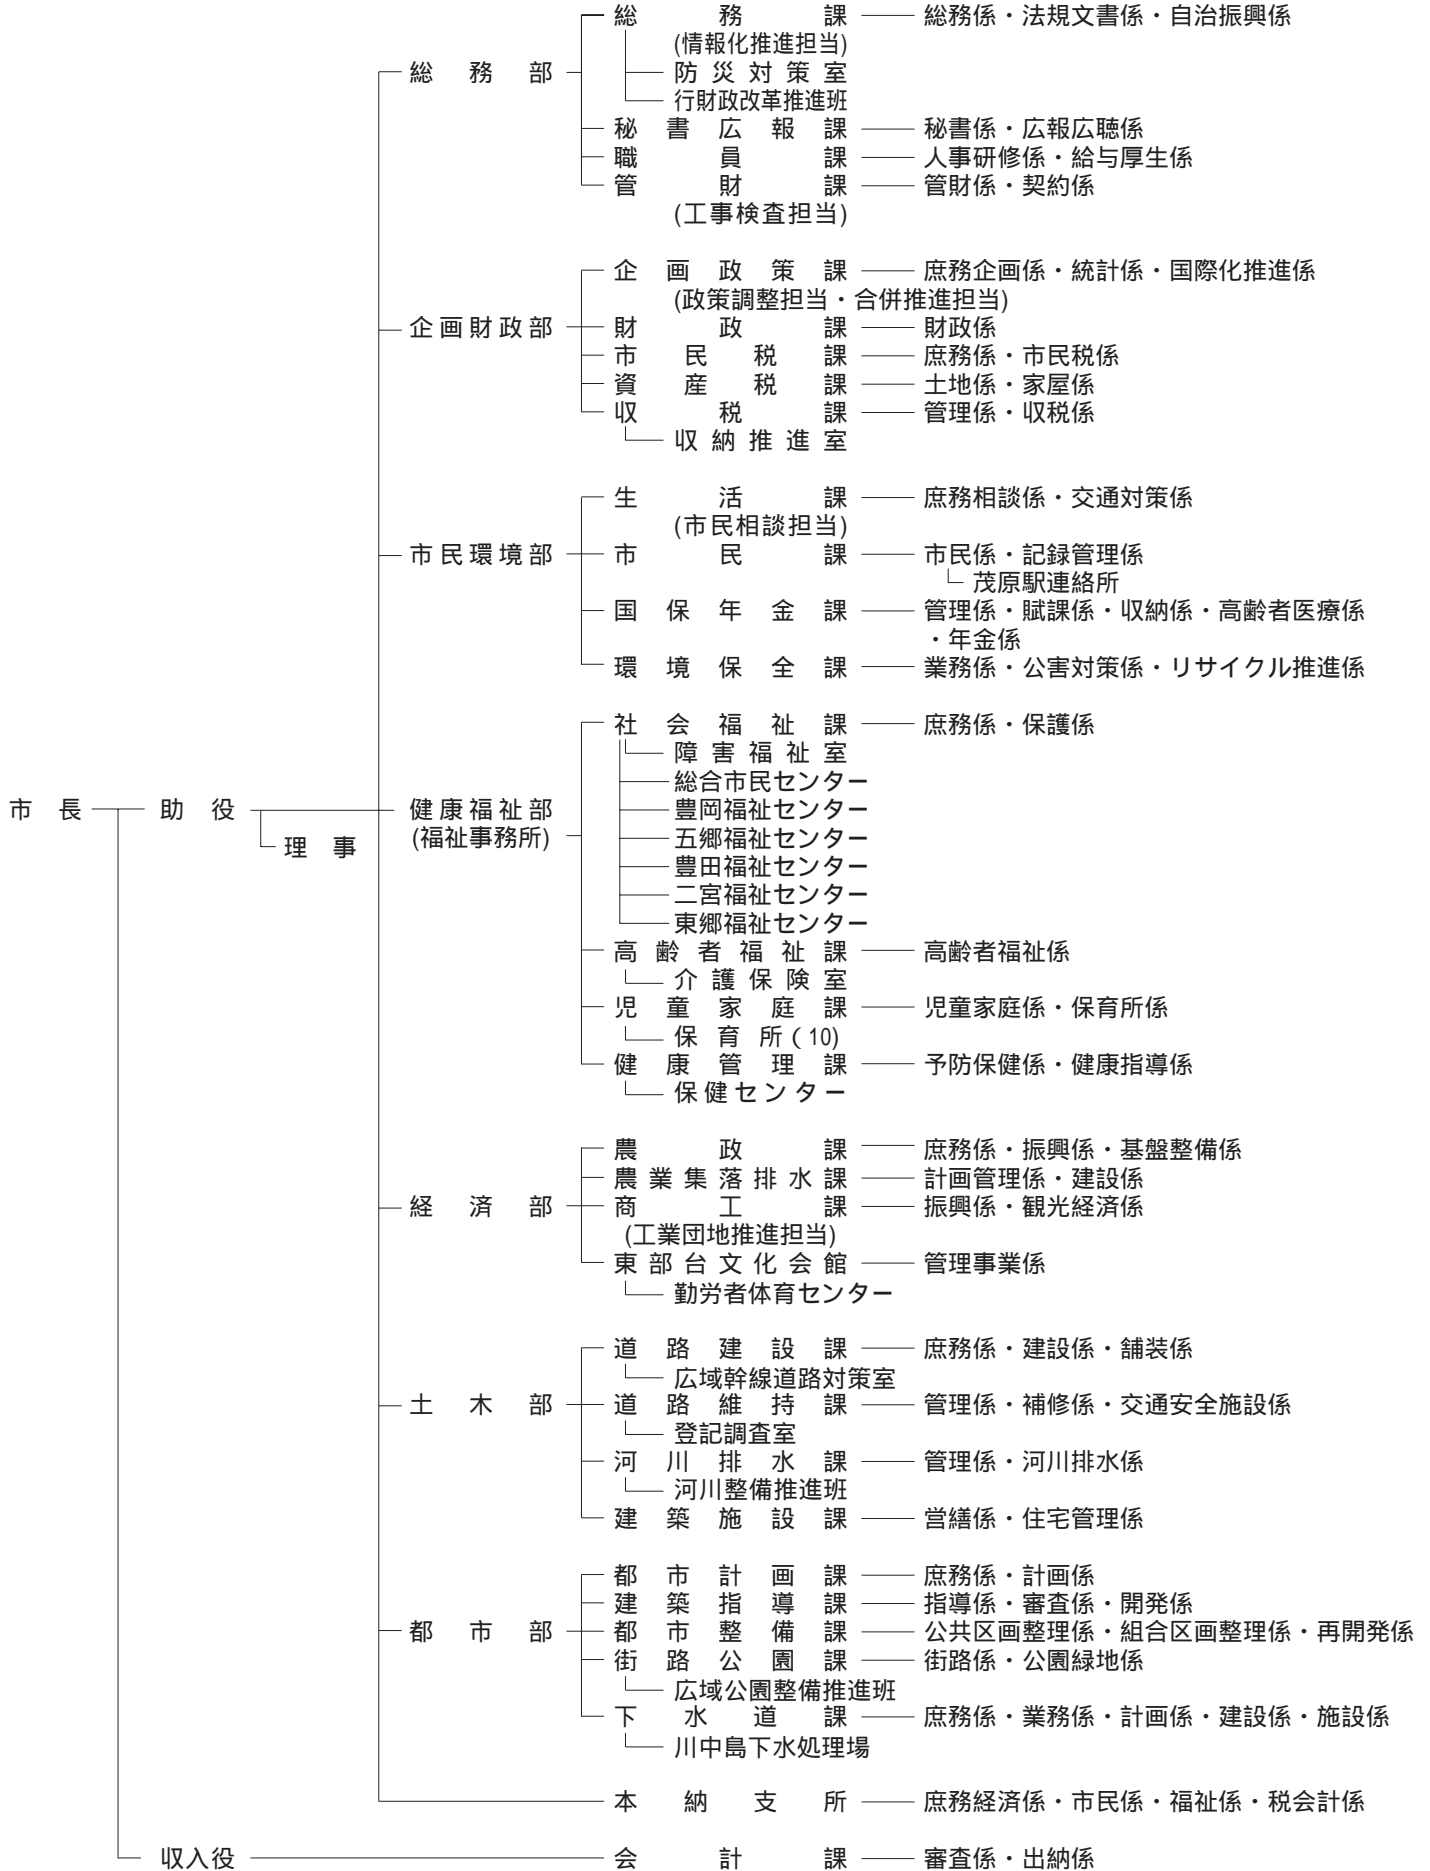 総務課 総務係・法規文書係・自治振興係
(情報化推進担当)
総務部 防災対策室
行財政改革推進班
秘書広報課 秘書係・広報広聴係
職員課 人事研修係・給与厚生係
管財課 管財係・契約係
(工事検査担当)
企画政策課 庶務企画係・統計係・国際化推進係
(政策調整担当・合併推進担当)
企画財政部 財政課 財政係
市民税課 庶務係・市民税係
資産税課 土地係・家屋係
収税課 管理係・収税係
収納推進室
生活課 庶務相談係・交通対策係
(市民相談担当)
市民環境部 市民課 市民係・記録管理係
茂原駅連絡所
国保年金課 管理係・賦課係・収納係・高齢者医療係
・年金係
環境保全課 業務係・公害対策係・リサイクル推進係
社会福祉課 庶務係・保護係
障害福祉室
総合市民センター
市長 助役 健康福祉部 豊岡福祉センター
理事 (福祉事務所) 五郷福祉センター
豊田福祉センター
二宮福祉センター
東郷福祉センター
高齢者福祉課 高齢者福祉係
介護保険室
児童家庭課 児童家庭係・保育所係
保育所(10)
健康管理課 予防保健係・健康指導係
保健センター
農政課 庶務係・振興係・基盤整備係
農業集落排水課 計画管理係・建設係
経済部 商工課 振興係・観光経済係
(工業団地推進担当)
東部台文化会館 管理事業係
勤労者体育センター
道路建設課 庶務係・建設係・舗装係
広域幹線道路対策室
土木部 道路維持課 管理係・補修係・交通安全施設係
登記調査室
河川排水課 管理係・河川排水係
河川整備推進班
建築施設課 営繕係・住宅管理係
都市計画課 庶務係・計画係
建築指導課 指導係・審査係・開発係
都市部 都市整備課 公共区画整理係・組合区画整理係・再開発係
街路公園課 街路係・公園緑地係
広域公園整備推進班
下水道課 庶務係・業務係・計画係・建設係・施設係
川中島下水処理場
本納支所 庶務経済係・市民係・福祉係・税会計係
収入役 会計課 審査係・出納係